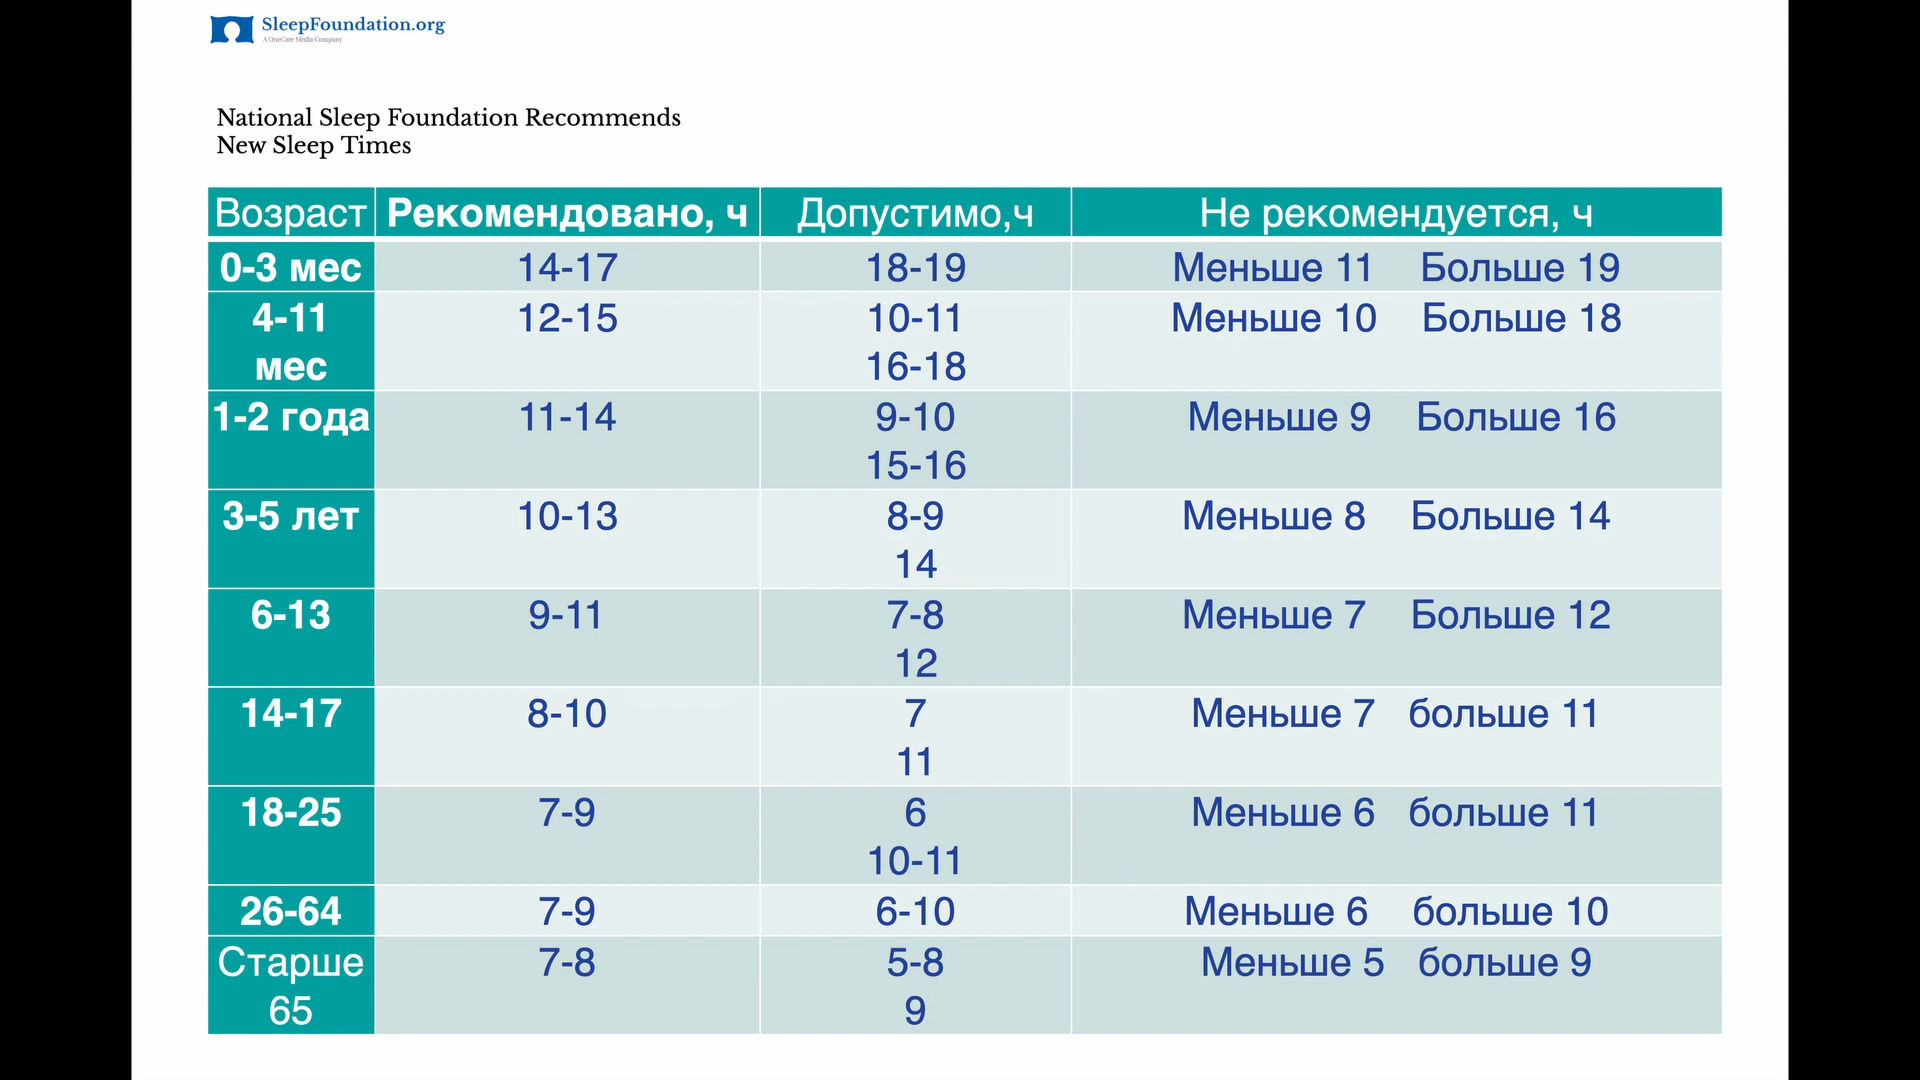 SleepFoundation.org
A OneCare Media Company
National Sleep Foundation Recommends
New Sleep Times
Возраст Рекомендовано, ч Допустимо,ч Не рекомендуется, ч
0-3 мес 14-17 18-19 Меньше 11 Больше 19
4-11 12-15 10-11 Меньше 10 Больше 18
мес 16-18
1-2 года 11-14 9-10 Меньше 9 Больше 16
15-16
3-5 лет 10-13 8-9 Меньше 8 Больше 14
14
6-13 9-11 7-8 Меньше 7 Больше 12
12
14-17 8-10 7 Меньше 7 больше 11
11
18-25 7-9 6 Меньше 6 больше 11
10-11
26-64 7-9 6-10 Меньше 6 больше 10
Старше 7-8 5-8 Меньше 5 больше 9
65 9